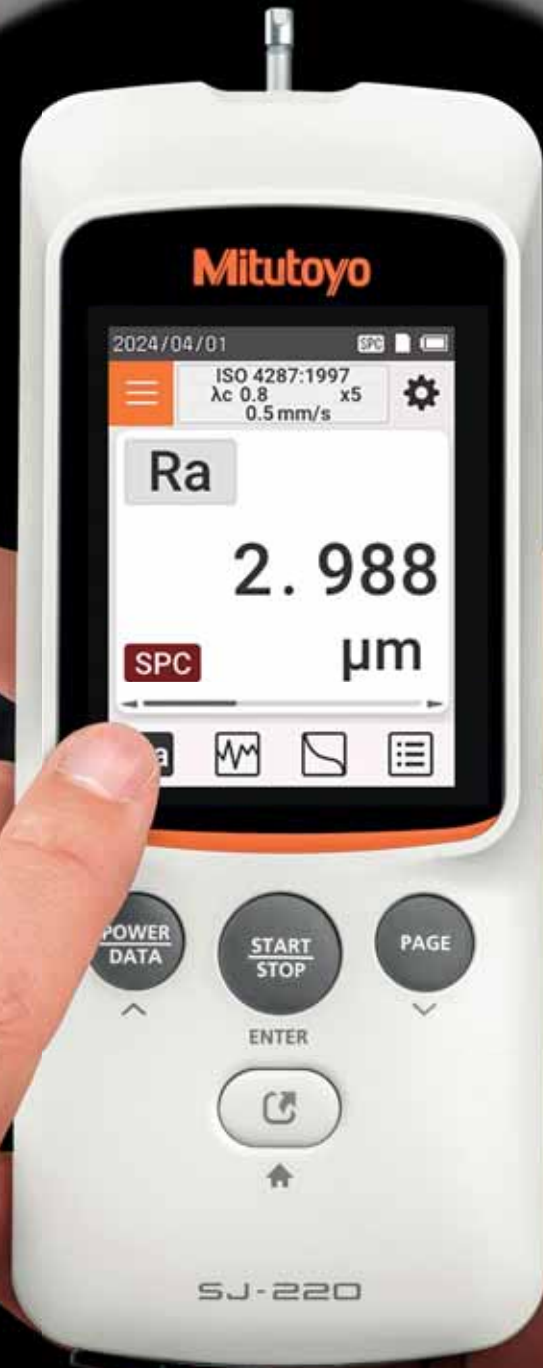 Mitutoyo
2024/04/01 SPC
ISO 4287:1997
λc 0.8 x5
0.5 mm/s
Ra
2.988
µm
SPC
POWER
DATA
START
STOP
PAGE
ENTER
SJ-220